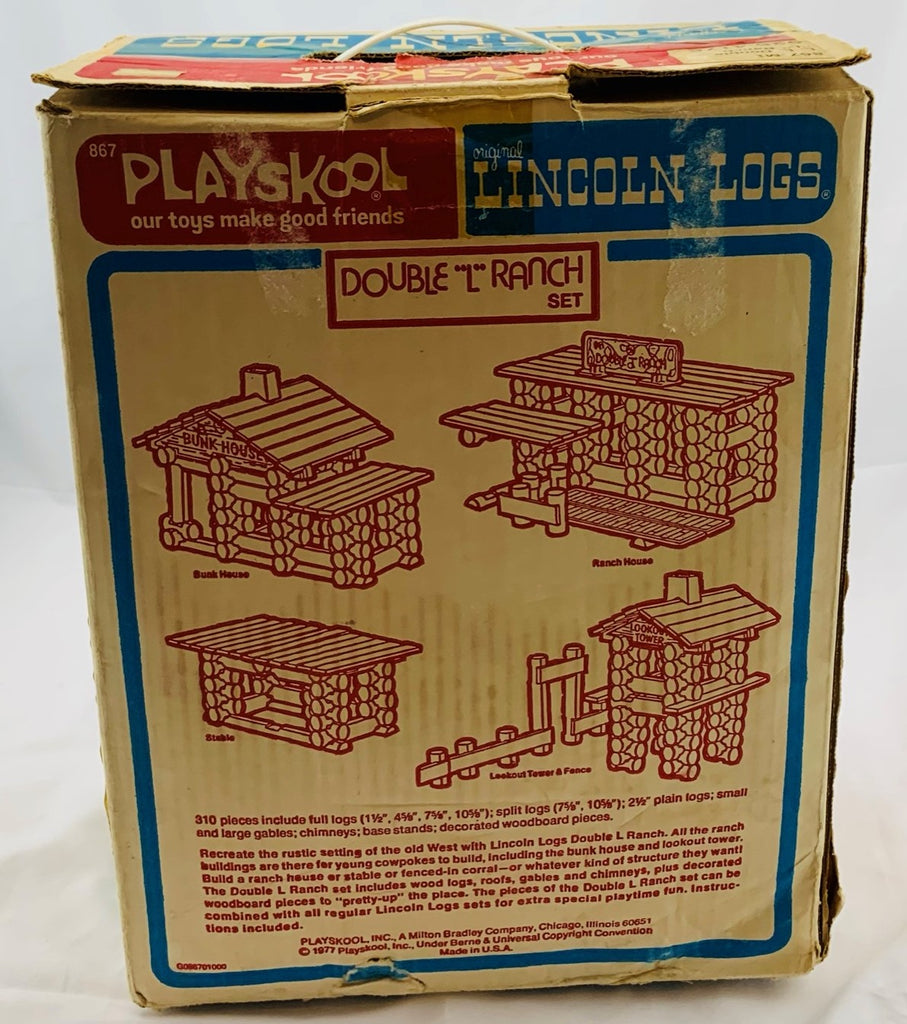 PLAYSKOOL
LINCOLN LOGS
867 PLAYSKOOL®
our toys make good friends
original
LINCOLN LOGS®
DOUBLE "L" RANCH
SET
BUNK-HOUSE
Bunk House
DOUBLE L RANCH
Ranch House
LOOKOUT
TOWER
Stable
Lookout Tower & Fence
310 pieces include full logs (1½", 4⅝", 7⅝", 10⅝"); split logs (7⅝", 10⅝"); 2½" plain logs; small
and large gables; chimneys; base stands; decorated woodboard pieces.
Recreate the rustic setting of the old West with Lincoln Logs Double L Ranch. All the ranch
buildings are there for young cowpokes to build, including the bunk house and lookout tower.
Build a ranch house or stable or fenced-in corral—or whatever kind of structure they want!
The Double L Ranch set includes wood logs, roofs, gables and chimneys, plus decorated
woodboard pieces to "pretty-up" the place. The pieces of the Double L Ranch set can be
combined with all regular Lincoln Logs sets for extra special playtime fun. Instruc-
tions included.
PLAYSKOOL, INC., A Milton Bradley Company, Chicago, Illinois 60651
© 1977 Playskool, Inc., Under Berne & Universal Copyright Convention
Made in U.S.A.
G086701000